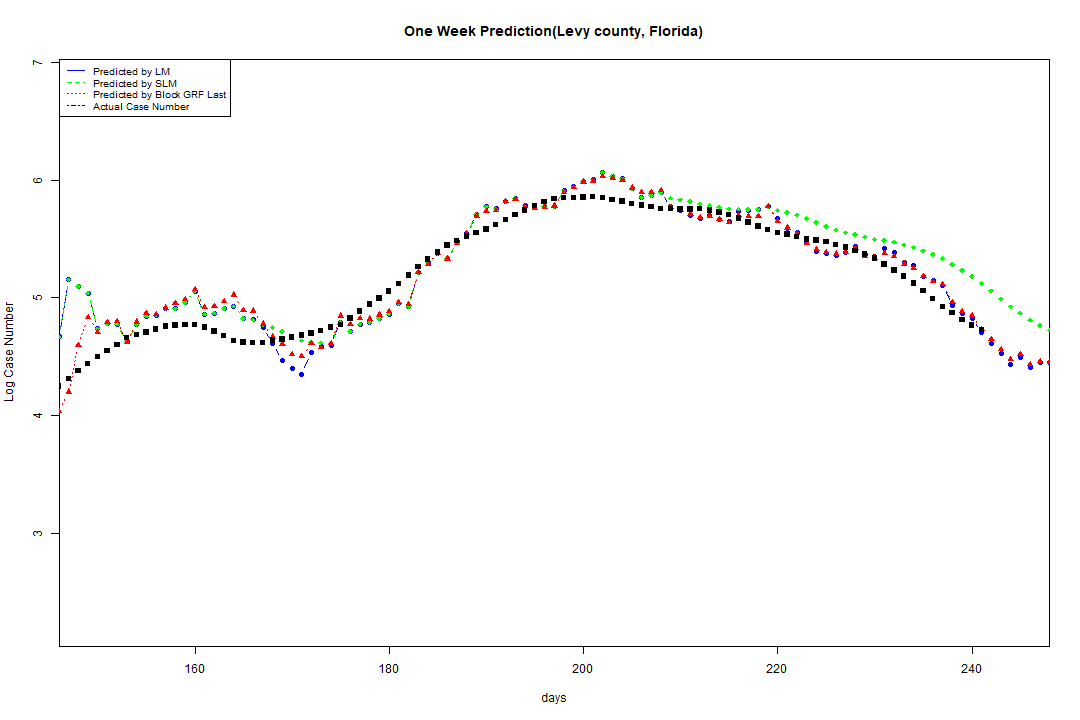 One Week Prediction(Levy county, Florida)
Predicted by LM
Predicted by SLM
Predicted by Block GRF Last
Actual Case Number
7
6
5
4
3
Log Case Number
160 180 200 220 240
days